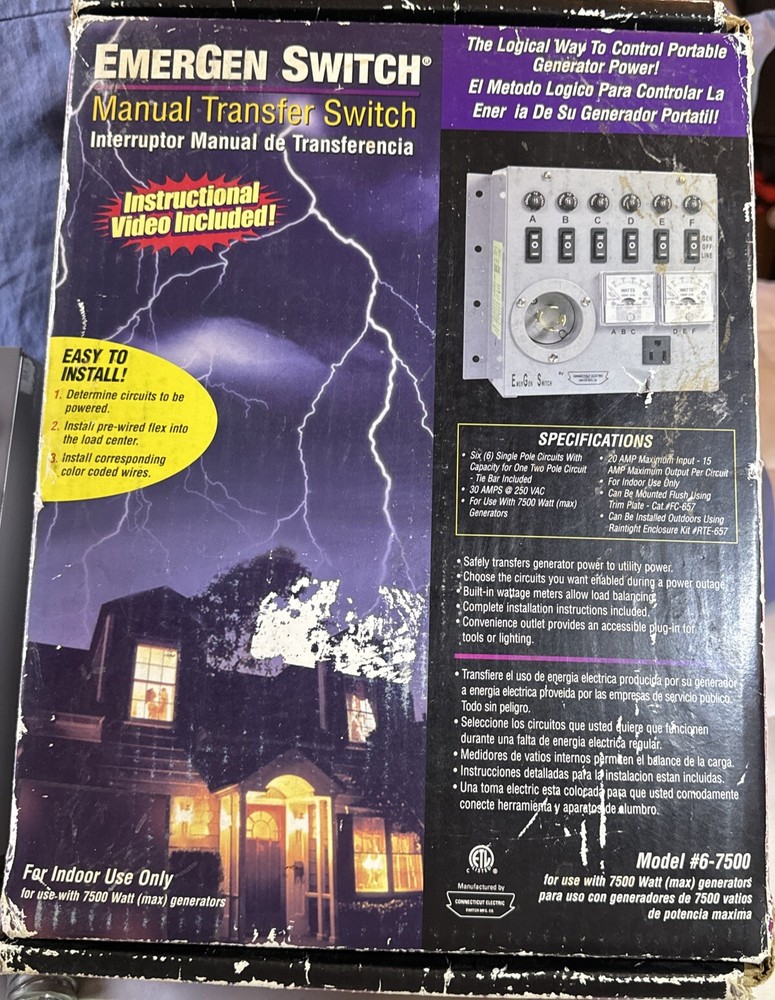 EMERGEN SWITCH®
Manual Transfer Switch
Interruptor Manual de Transferencia
Instructional
Video Included!
EASY TO
INSTALL!
1. Determine circuits to be
powered.
2. Install pre-wired flex into
the load center.
3. Install corresponding
color coded wires.
For Indoor Use Only
for use with 7500 Watt (max) generators
The Logical Way To Control Portable
Generator Power!
El Metodo Logico Para Controlar La
Ener ia De Su Generador Portatil!
A B C D E F
GEN
OFF
LINE
WATTS WATTS
A B C D E F
EMERGEN SWITCH By CONNECTICUT ELECTRIC
SPECIFICATIONS
• Six (6) Single Pole Circuits With
Capacity for One Two Pole Circuit
- Tie Bar Included
• 30 AMPS @ 250 VAC
• For Use With 7500 Watt (max)
Generators
• 20 AMP Maximum Input - 15
AMP Maximum Output Per Circuit
• For Indoor Use Only
• Can Be Mounted Flush Using
Trim Plate - Cat.#FC-657
• Can Be Installed Outdoors Using
Raintight Enclosure Kit #RTE-657
• Safely transfers generator power to utility power.
• Choose the circuits you want enabled during a power outage
• Built-in wattage meters allow load balancing.
• Complete installation instructions included.
• Convenience outlet provides an accessible plug-in for
tools or lighting.
• Transfiere el uso de energia electrica producida por su generador
a energia electrica proveida por las empresas de servicio publico.
Todo sin peligro.
• Seleccione los circuitos que usted quiere que funcionen
durante una falta de energia electrica regular.
• Medidores de vatios internos permiten el balance de la carga.
• Instrucciones detalladas para la instalacion estan incluidas.
• Una toma electric esta colocada para que usted comodamente
conecte herramienta y aparatos de alumbro.
ETL
Manufactured by
CONNECTICUT ELECTRIC
SWITCH MFG. CO.
Model #6-7500
for use with 7500 Watt (max) generators
para uso con generadores de 7500 vatios
de potencia maxima